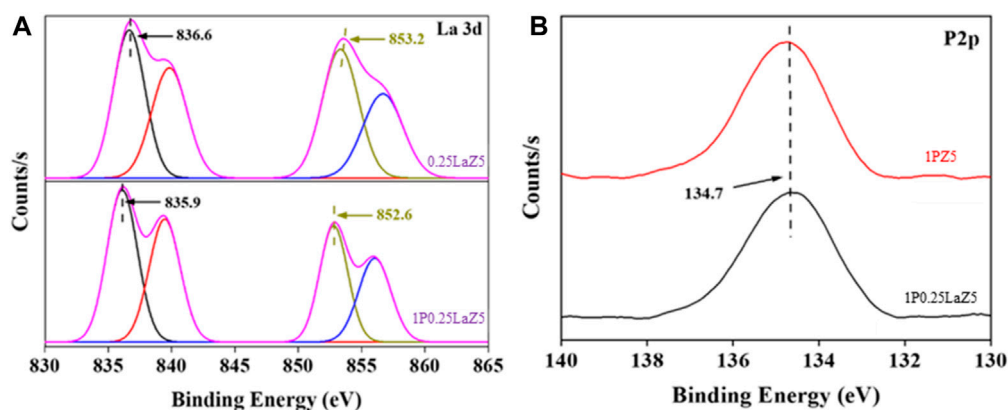 A
La 3d
836.6
853.2
0.25LaZ5
835.9
852.6
1P0.25LaZ5
Counts/s
830 835 840 845 850 855 860 865
Binding Energy (eV)
B
P2p
1PZ5
134.7
1P0.25LaZ5
Counts/s
140 138 136 134 132 130
Binding Energy (eV)